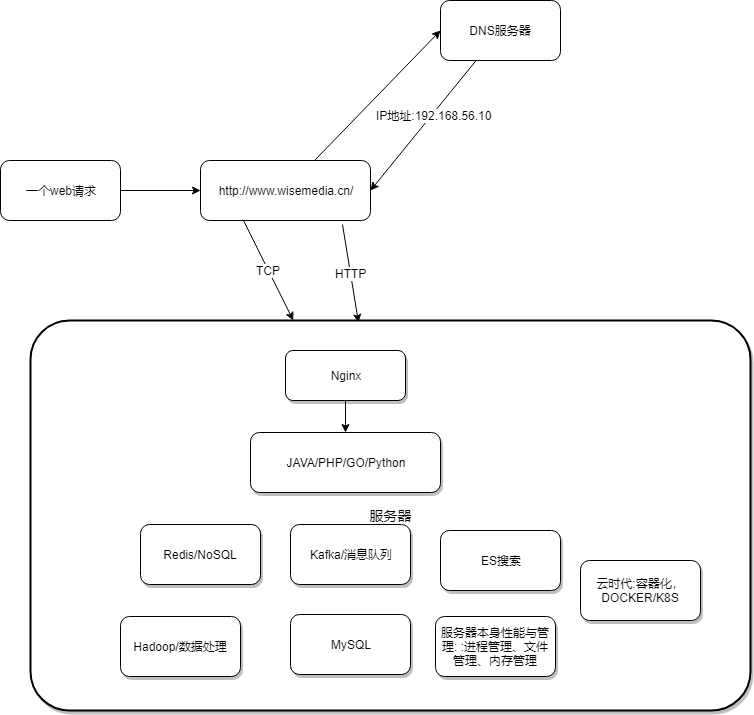 DNS服务器
IP地址:192.168.56.10
一个web请求
http://www.wisemedia.cn/
TCP
HTTP
Nginx
JAVA/PHP/GO/Python
服务器
Redis/NoSQL
Kafka/消息队列
ES搜索
云时代:容器化,
DOCKER/K8S
Hadoop/数据处理
MySQL
服务器本身性能与管
理: :进程管理、文件
管理、内存管理